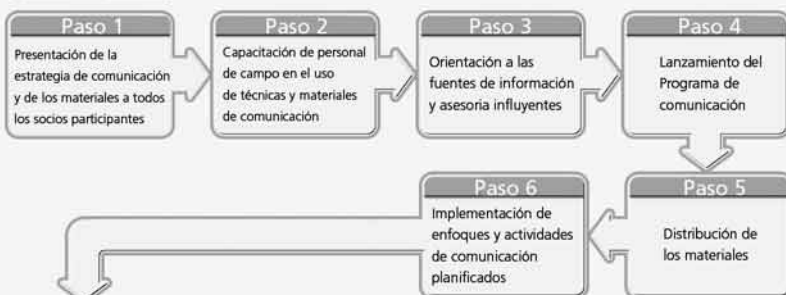 Paso 1
Presentación de la
estrategia de comunicación
y de los materiales a todos
los socios participantes
Paso 2
Capacitación de personal
de campo en el uso
de técnicas y materiales
de comunicación
Paso 3
Orientación a las
fuentes de información
y asesoria influyentes
Paso 4
Lanzamiento del
Programa de
comunicación
Paso 5
Distribución de
los materiales
Paso 6
Implementación de
enfoques y actividades
de comunicación
planificados